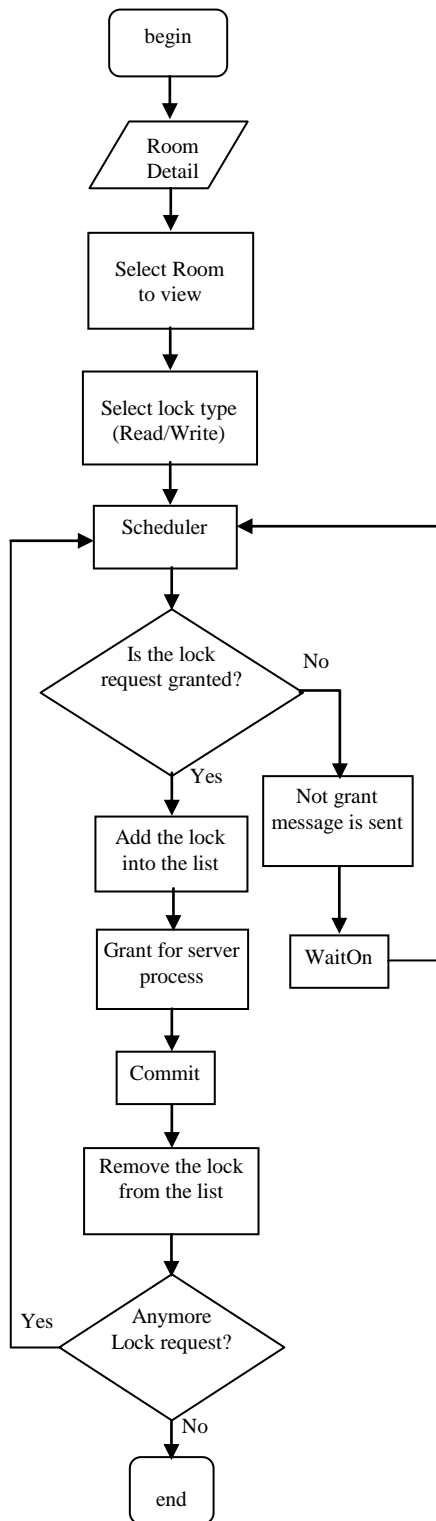 begin
Room
Detail
Select Room
to view
Select lock type
(Read/Write)
Scheduler
Is the lock
request granted?
No
Yes
Not grant
message is sent
Add the lock
into the list
WaitOn
Grant for server
process
Commit
Remove the lock
from the list
Yes
Anymore
Lock request?
No
end